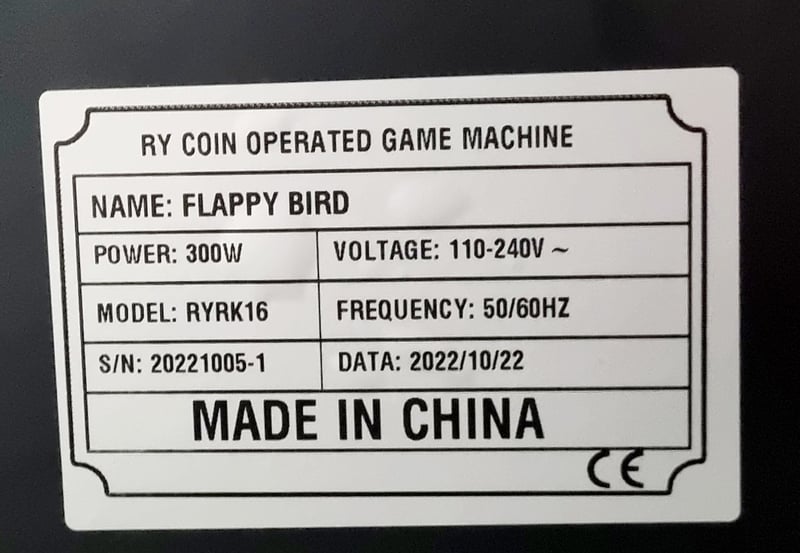 RY COIN OPERATED GAME MACHINE
NAME: FLAPPY BIRD
POWER: 300W VOLTAGE: 110-240V ~
MODEL: RYRK16 FREQUENCY: 50/60HZ
S/N: 20221005-1 DATA: 2022/10/22
MADE IN CHINA
CE